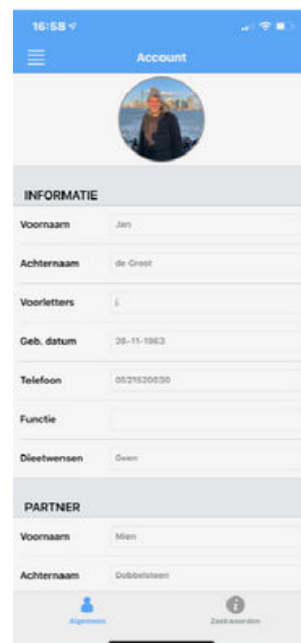 16:58
Account
INFORMATIE
Voornaam Jan
Achternaam de Groot
Voorletters j.
Geb. datum 28-11-1963
Telefoon 0521520030
Functie
Dieetwensen Geen
PARTNER
Voornaam Mien
Achternaam Dobbelsteen
Algemeen Zoekwoorden